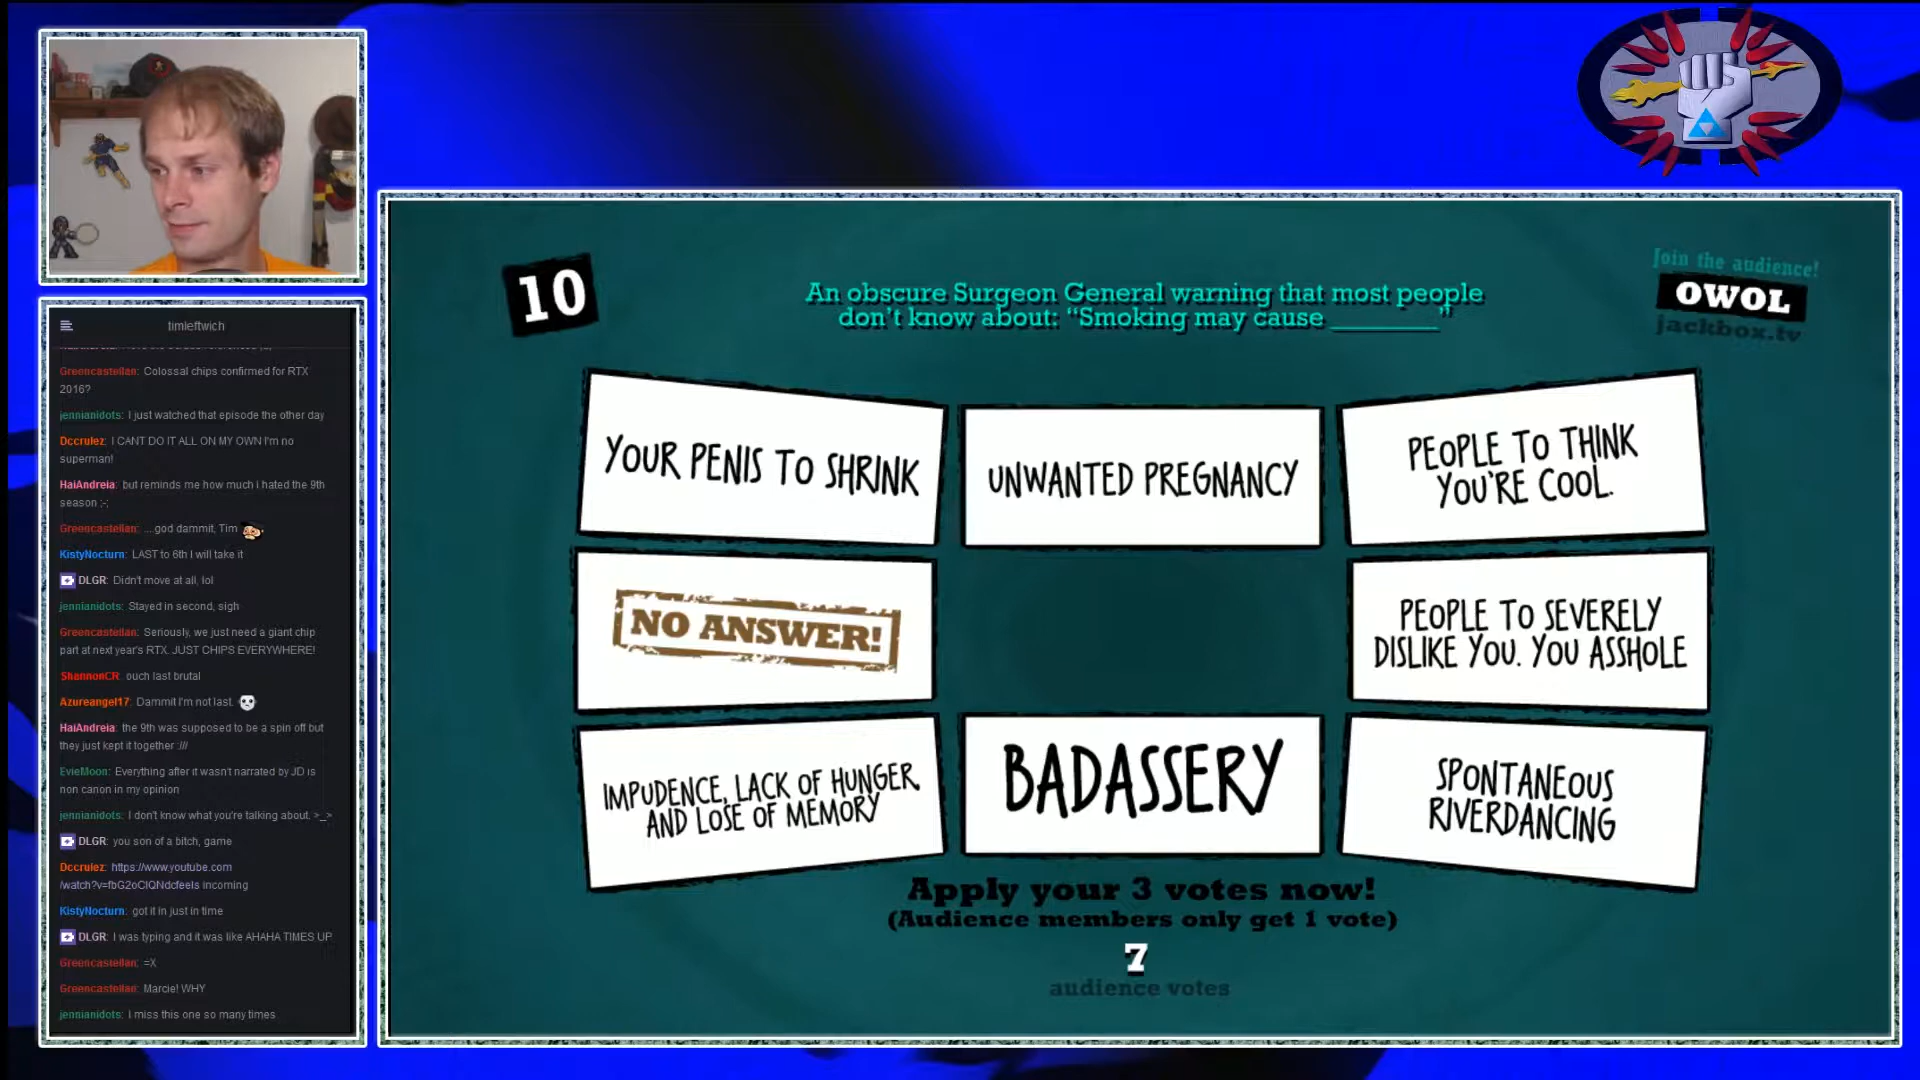 timleftwich
Greencastellan: Colossal chips confirmed for RTX
2016?
jennianidots: I just watched that episode the other day
Dccrulez: I CANT DO IT ALL ON MY OWN I'm no
superman!
HaiAndreia: but reminds me how much i hated the 9th
season ;-;
Greencastellan: ....god dammit, Tim
KistyNocturn: LAST to 6th I will take it
DLGR: Didn't move at all, lol
jennianidots: Stayed in second, sigh
Greencastellan: Seriously, we just need a giant chip
part at next year's RTX. JUST CHIPS EVERYWHERE!
ShannonCR: ouch last brutal
Azureangel17: Dammit I'm not last.
HaiAndreia: the 9th was supposed to be a spin off but
they just kept it together :///
EvieMoon: Everything after it wasn't narrated by JD is
non canon in my opinion
jennianidots: I don't know what you're talking about. >_>
DLGR: you son of a bitch, game
Dccrulez: https://www.youtube.com
/watch?v=fbG2oCIQNdcfeels incoming
KistyNocturn: got it in just in time
DLGR: I was typing and it was like AHAHA TIMES UP
Greencastellan: =X
Greencastellan: Marcie! WHY
jennianidots: I miss this one so many times
10
An obscure Surgeon General warning that most people
don't know about: “Smoking may cause ________”
Join the audience!
OWOL
jackbox.tv
YOUR PENIS TO SHRINK
UNWANTED PREGNANCY
PEOPLE TO THINK
YOU'RE COOL.
NO ANSWER!
PEOPLE TO SEVERELY
DISLIKE YOU. YOU ASSHOLE
IMPUDENCE, LACK OF HUNGER,
AND LOSE OF MEMORY
BADASSERY
SPONTANEOUS
RIVERDANCING
Apply your 3 votes now!
(Audience members only get 1 vote)
7
audience votes